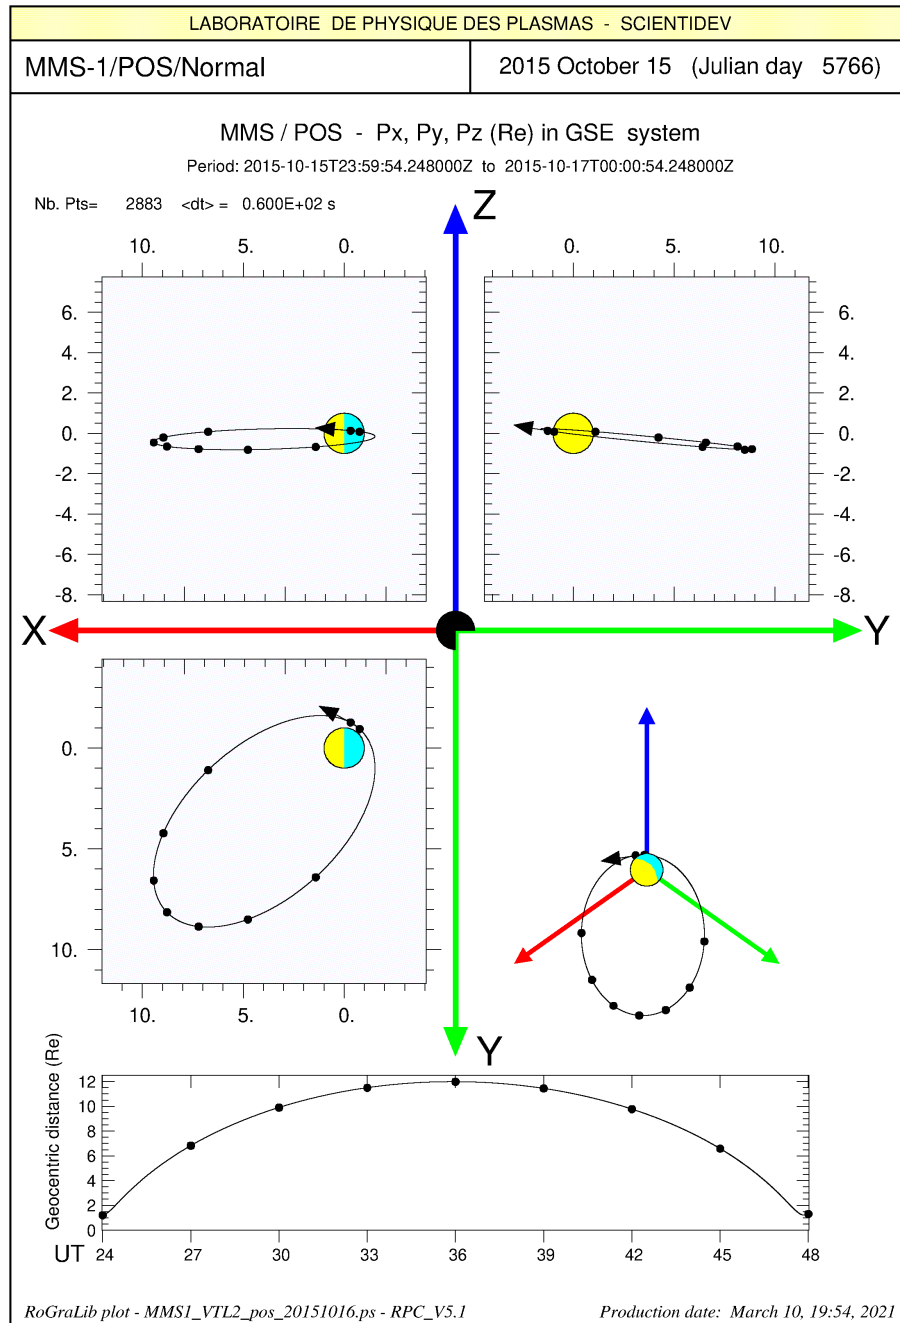 LABORATOIRE DE PHYSIQUE DES PLASMAS - SCIENTIDEV
MMS-1/POS/Normal
2015 October 15 (Julian day 5766)
MMS / POS - Px, Py, Pz (Re) in GSE system
Period: 2015-10-15T23:59:54.248000Z to 2015-10-17T00:00:54.248000Z
Nb. Pts= 2883 <dt> = 0.600E+02 s
Z
10. 5. 0.
0. 5. 10.
6. 6.
4. 4.
2. 2.
0. 0.
-2. -2.
-4. -4.
-6. -6.
-8. -8.
X Y
0.
5.
10.
10. 5. 0.
Y
Geocentric distance (Re)
12
10
8
6
4
2
0
UT 24 27 30 33 36 39 42 45 48
RoGraLib plot - MMS1_VTL2_pos_20151016.ps - RPC_V5.1
Production date: March 10, 19:54, 2021